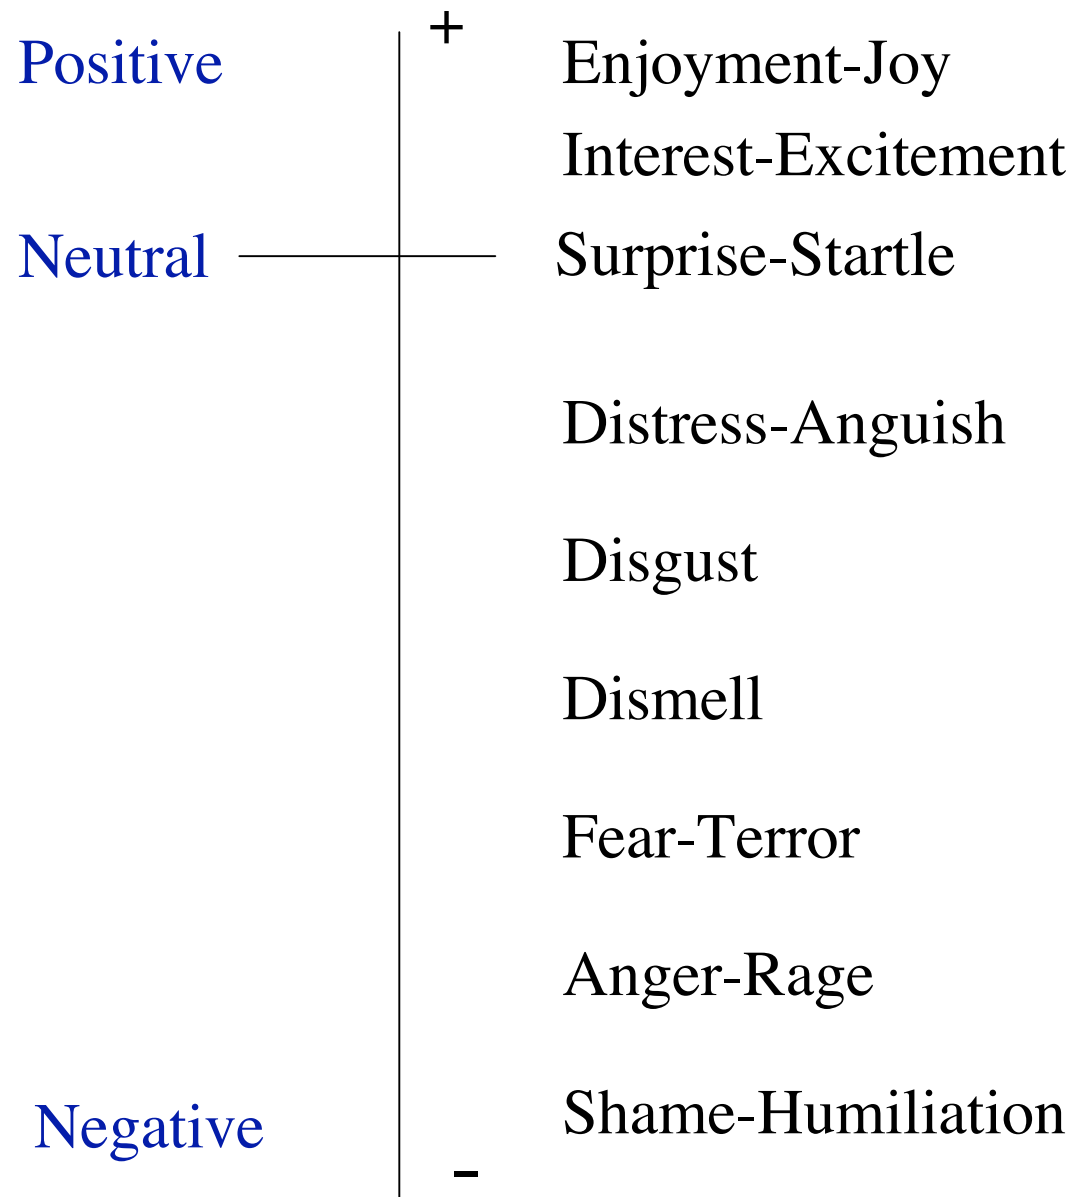 +
Positive Enjoyment-Joy
Interest-Excitement
Neutral Surprise-Startle
Distress-Anguish
Disgust
Dismell
Fear-Terror
Anger-Rage
Negative Shame-Humiliation
-